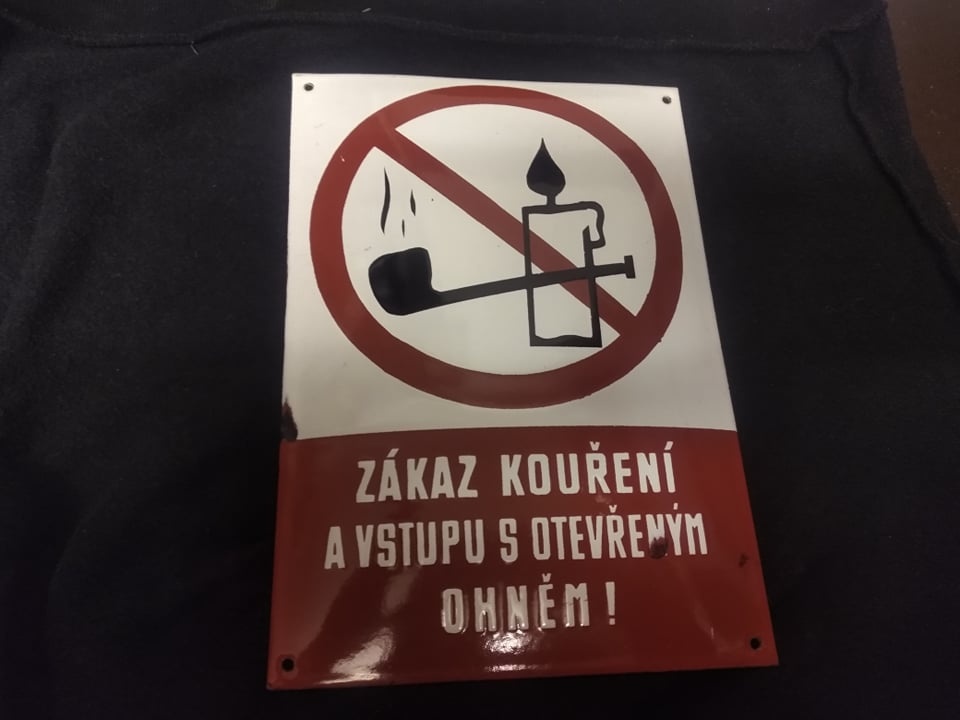 ZÁKAZ KOUŘENÍ
A VSTUPU S OTEVŘENÝM
OHNĚM !